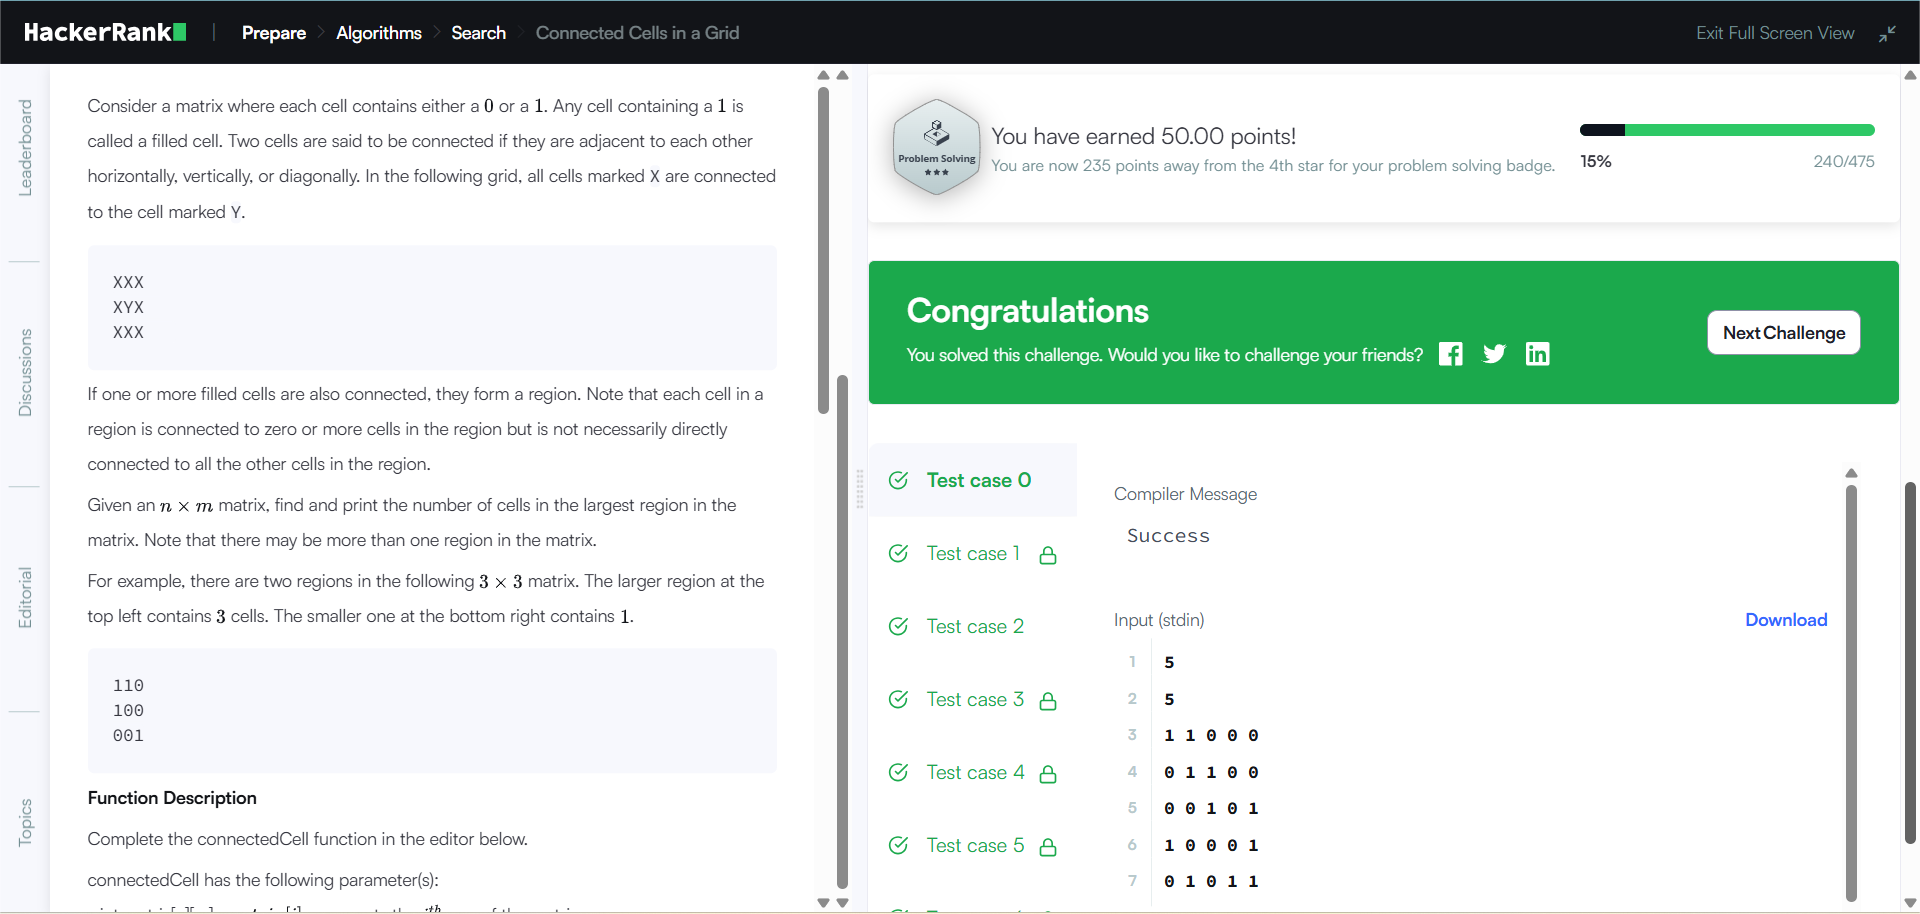 HackerRank
Prepare
Algorithms
Search
Connected Cells in a Grid
Exit Full Screen View
Leaderboard
Discussions
Editorial
Topics
Consider a matrix where each cell contains either a 0 or a 1. Any cell containing a 1 is
called a filled cell. Two cells are said to be connected if they are adjacent to each other
horizontally, vertically, or diagonally. In the following grid, all cells marked X are connected
to the cell marked Y.
XXX
XYX
XXX
If one or more filled cells are also connected, they form a region. Note that each cell in a
region is connected to zero or more cells in the region but is not necessarily directly
connected to all the other cells in the region.
Given an n × m matrix, find and print the number of cells in the largest region in the
matrix. Note that there may be more than one region in the matrix.
For example, there are two regions in the following 3 × 3 matrix. The larger region at the
top left contains 3 cells. The smaller one at the bottom right contains 1.
110
100
001
Function Description
Complete the connectedCell function in the editor below.
connectedCell has the following parameter(s):
Problem Solving
You have earned 50.00 points!
You are now 235 points away from the 4th star for your problem solving badge.
15%
240/475
Congratulations
You solved this challenge. Would you like to challenge your friends?
Next Challenge
Test case 0
Test case 1
Test case 2
Test case 3
Test case 4
Test case 5
Compiler Message
Success
Input (stdin)
Download
1 5
2 5
3 1 1 0 0 0
4 0 1 1 0 0
5 0 0 1 0 1
6 1 0 0 0 1
7 0 1 0 1 1